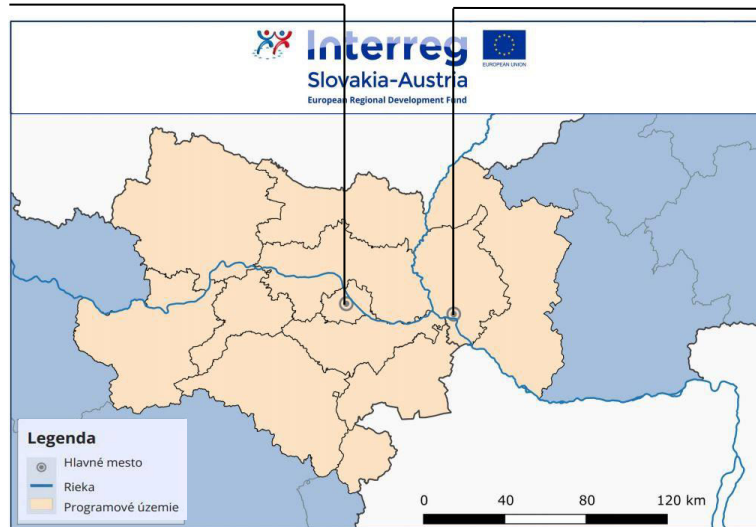 Interreg
EUROPEAN UNION
Slovakia-Austria
European Regional Development Fund
Legenda
Hlavné mesto
Rieka
Programové územie
0 40 80 120 km